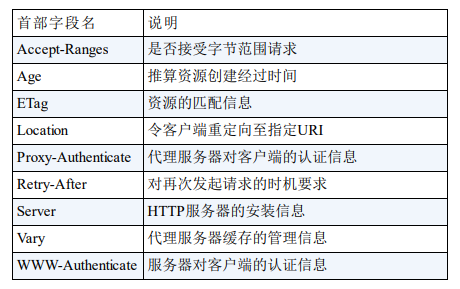 首部字段名 说明
Accept-Ranges 是否接受字节范围请求
Age 推算资源创建经过时间
ETag 资源的匹配信息
Location 令客户端重定向至指定URI
Proxy-Authenticate 代理服务器对客户端的认证信息
Retry-After 对再次发起请求的时机要求
Server HTTP服务器的安装信息
Vary 代理服务器缓存的管理信息
WWW-Authenticate 服务器对客户端的认证信息